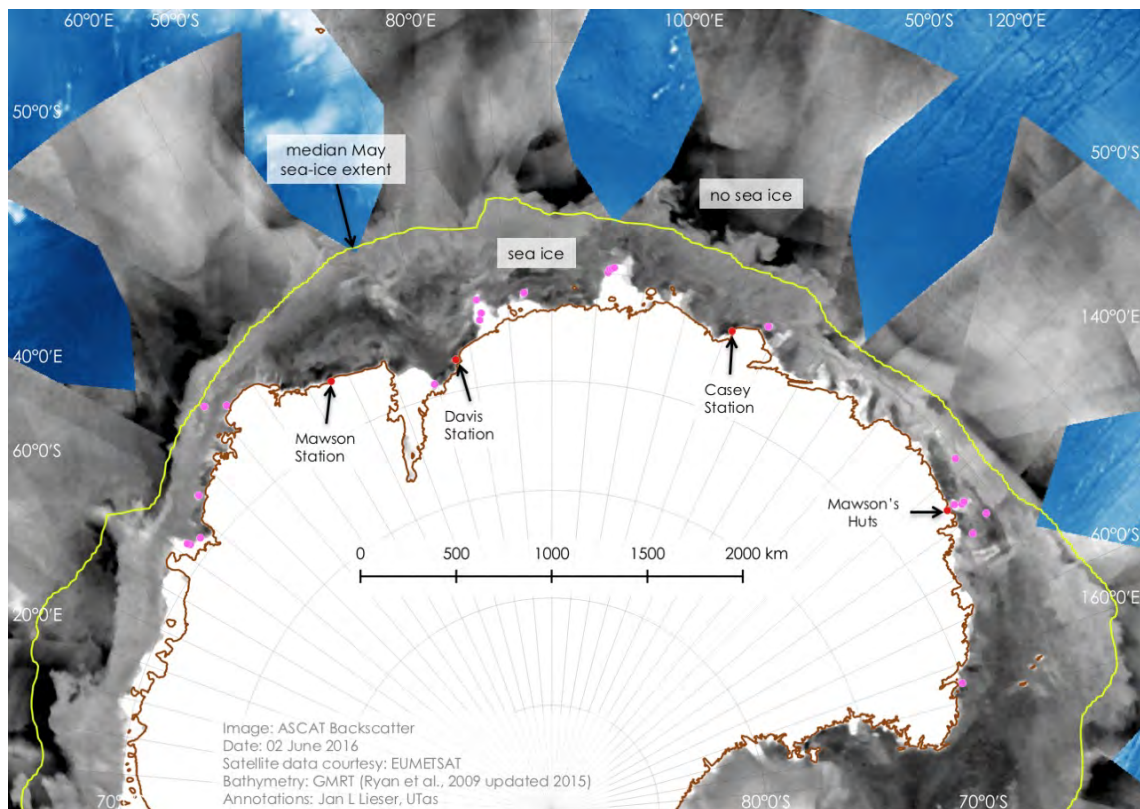 60°0'S
50°0'S
80°0'E
100°0'E
50°0'S
120°0'E
50°0'S
50°0'S
median May
sea-ice extent
no sea ice
sea ice
140°0'E
40°0'E
Mawson
Station
Davis
Station
Casey
Station
60°0'S
Mawson's
Huts
60°0'S
0
500
1000
1500
2000 km
20°0'E
160°0'E
Image: ASCAT Backscatter
Date: 02 June 2016
Satellite data courtesy: EUMETSAT
Bathymetry: GMRT (Ryan et al., 2009 updated 2015)
Annotations: Jan L Lieser, UTas
70°
80°0'S
70°0'S